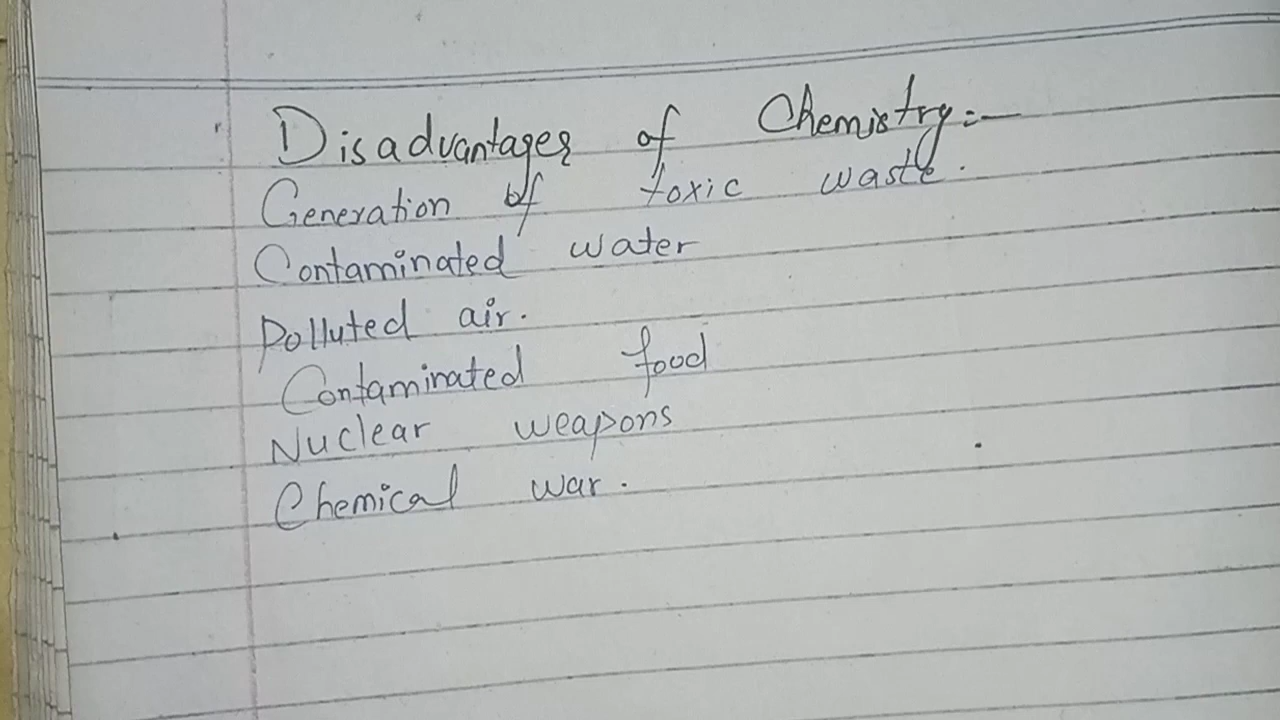 Disadvantages of Chemistry:-
Generation of toxic waste.
Contaminated water
Polluted air.
Contaminated food
Nuclear weapons
Chemical war.